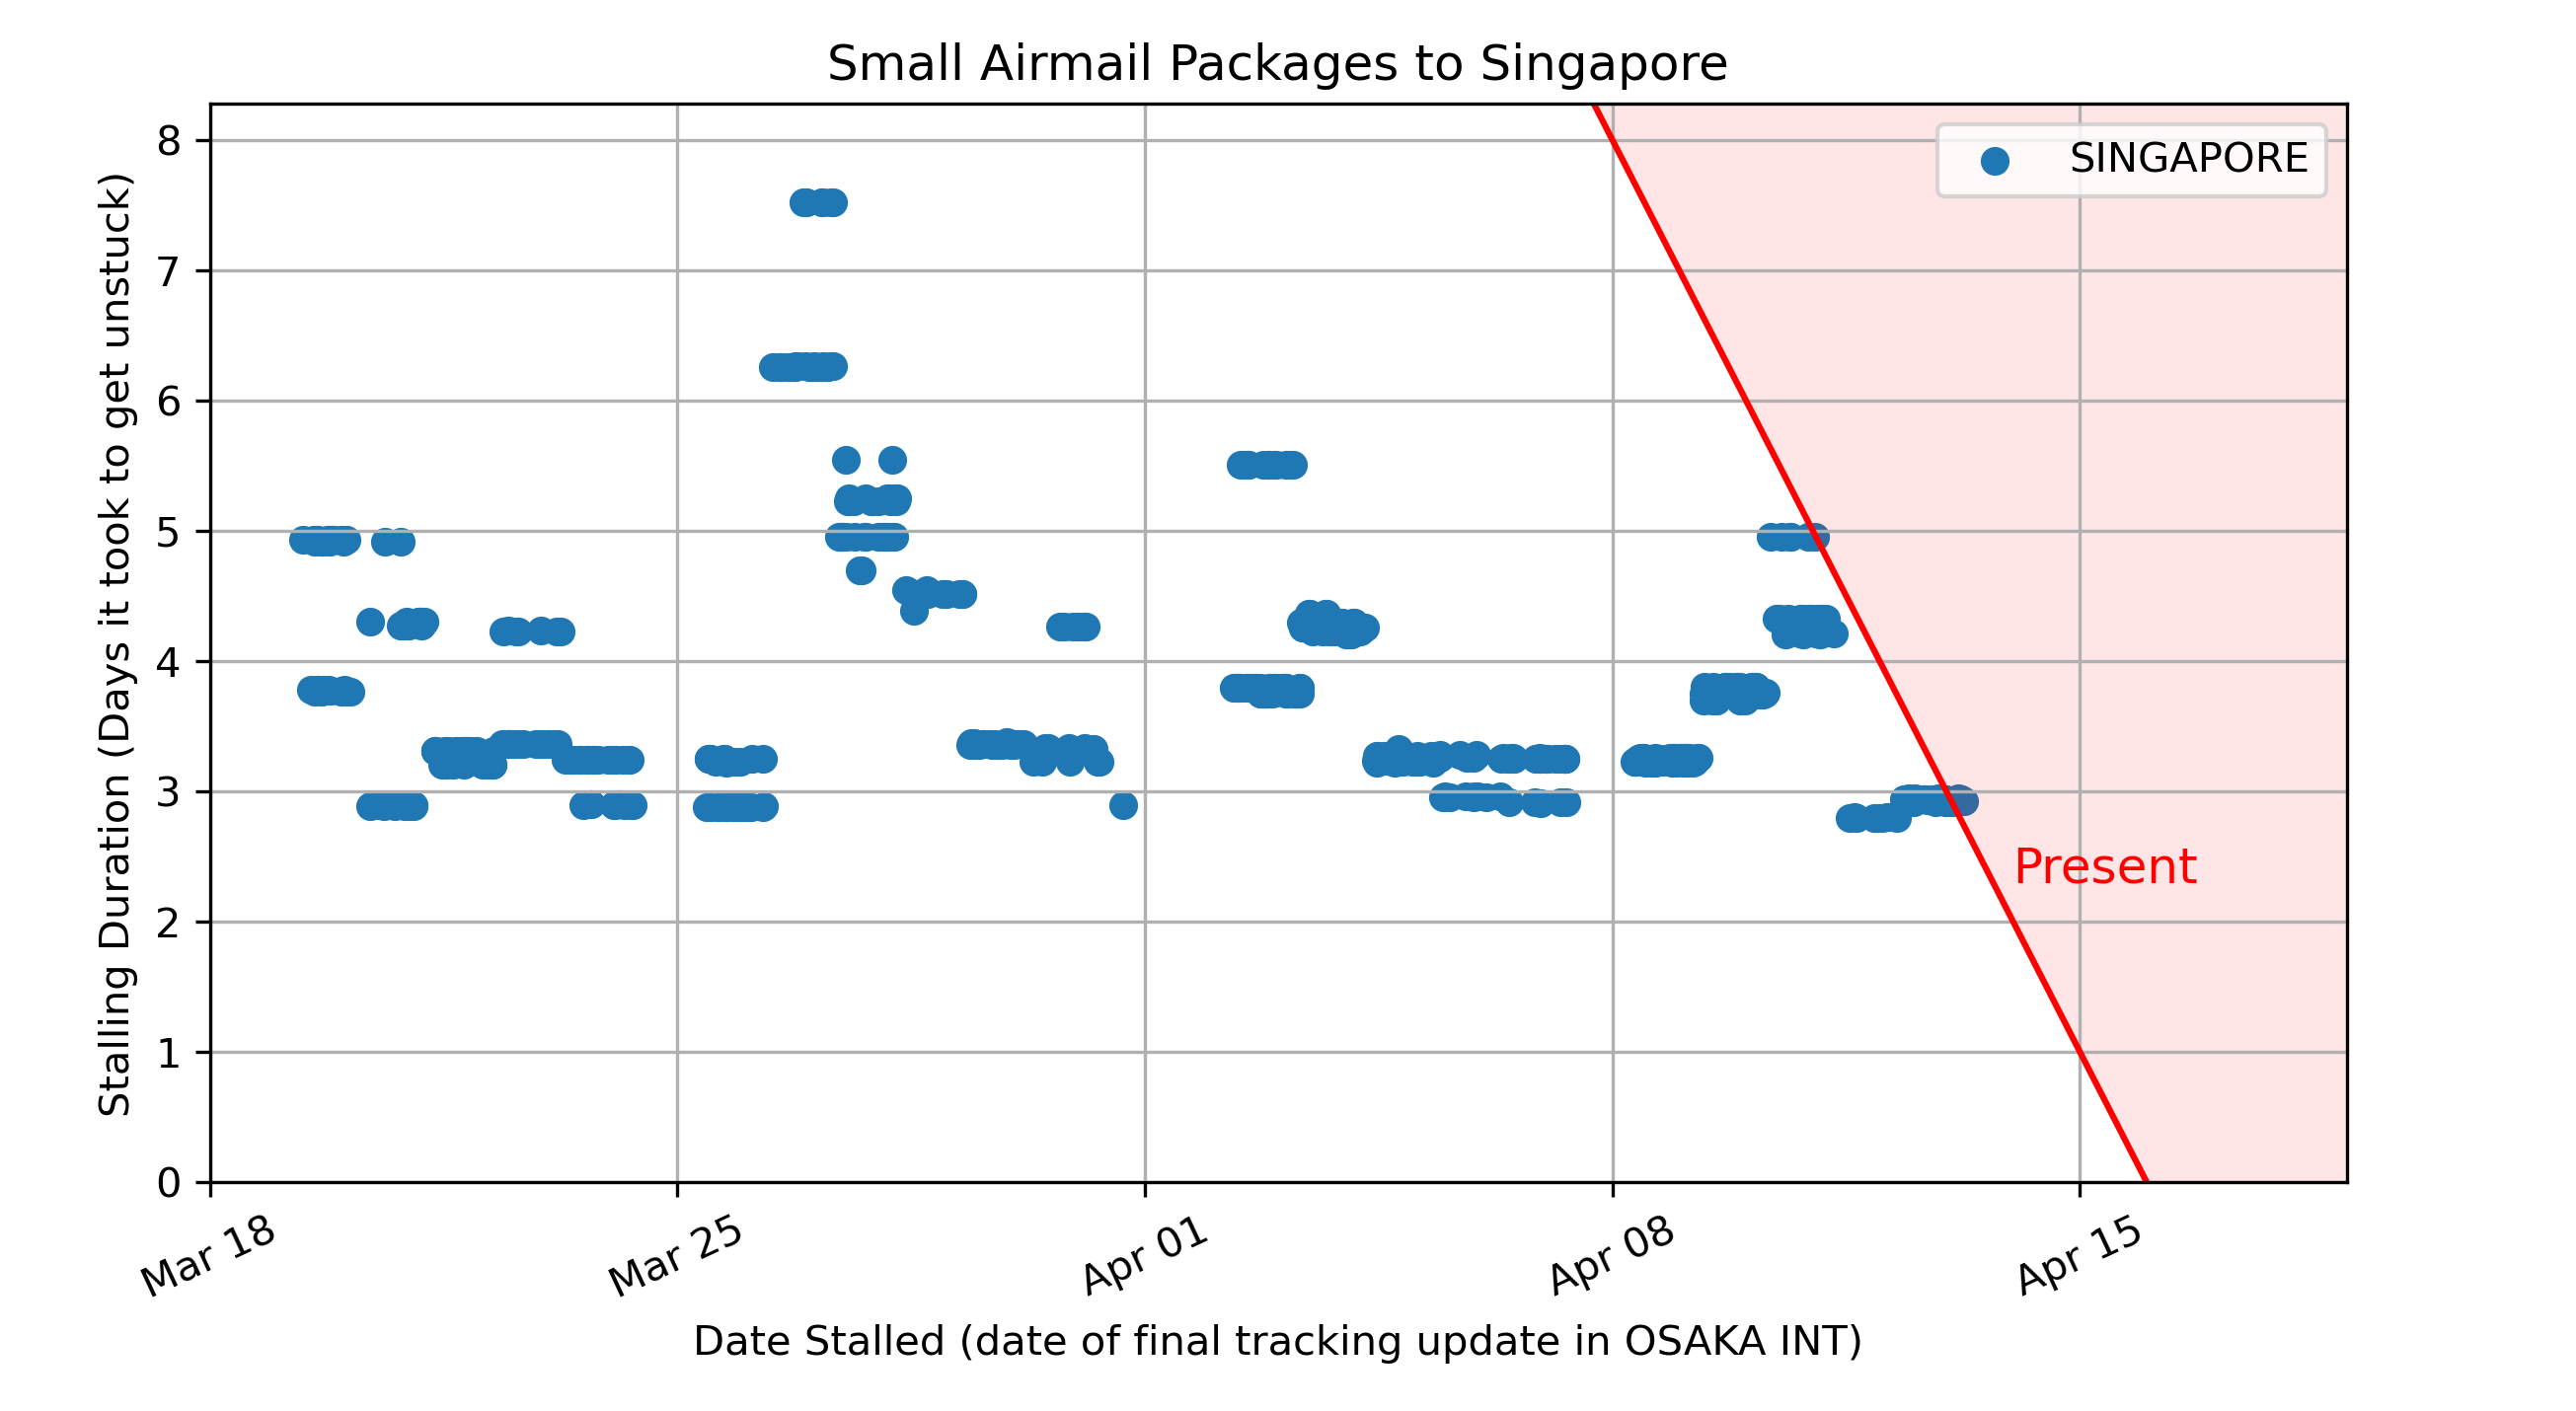 Small Airmail Packages to Singapore
Stalling Duration (Days it took to get unstuck)
8
7
6
5
4
3
2
1
0
SINGAPORE
Present
Mar 18
Mar 25
Apr 01
Apr 08
Apr 15
Date Stalled (date of final tracking update in OSAKA INT)